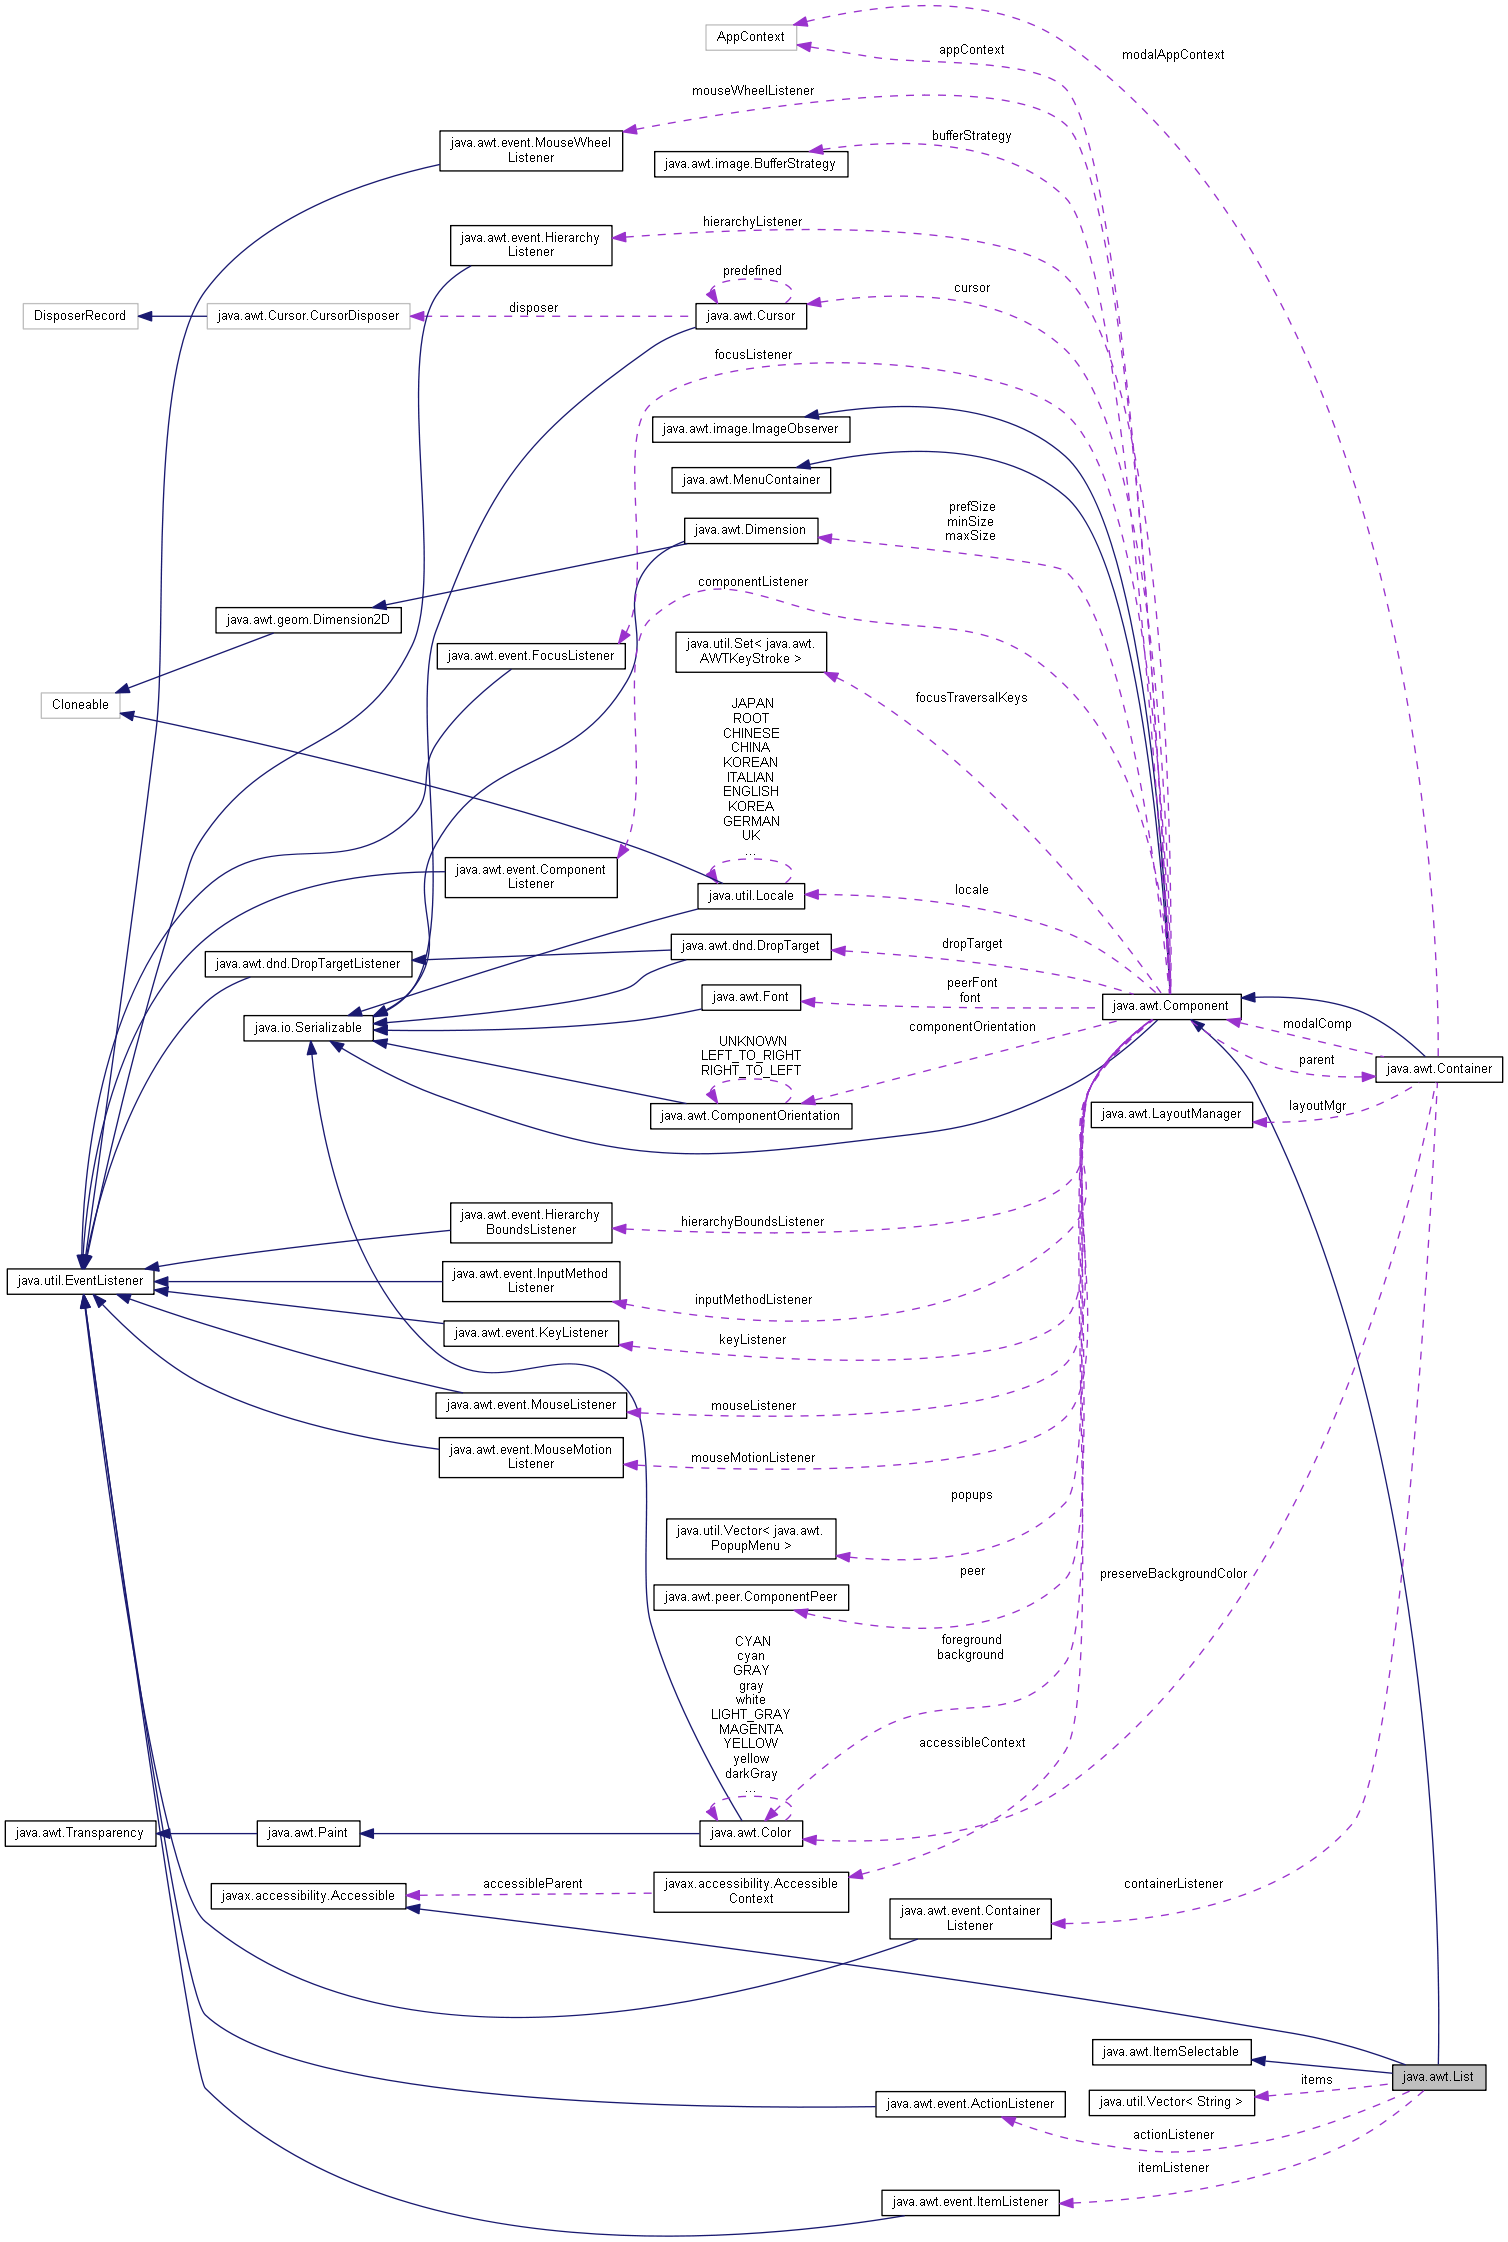 AppContext
modalAppContext
appContext
mouseWheelListener
bufferStrategy
java.awt.event.MouseWheel
Listener
java.awt.image.BufferStrategy
hierarchyListener
java.awt.event.Hierarchy
Listener
predefined
cursor
disposer
DisposerRecord
java.awt.Cursor.CursorDisposer
java.awt.Cursor
focusListener
java.awt.image.ImageObserver
java.awt.MenuContainer
prefSize
minSize
maxSize
java.awt.Dimension
componentListener
java.awt.geom.Dimension2D
java.util.Set< java.awt.
AWTKeyStroke >
java.awt.event.FocusListener
focusTraversalKeys
Cloneable
JAPAN
ROOT
CHINESE
CHINA
KOREAN
ITALIAN
ENGLISH
KOREA
GERMAN
UK
...
java.awt.event.Component
Listener
java.util.Locale
locale
java.awt.dnd.DropTarget
dropTarget
java.awt.dnd.DropTargetListener
peerFont
font
java.awt.Font
java.awt.Component
java.io.Serializable
componentOrientation
modalComp
UNKNOWN
LEFT_TO_RIGHT
RIGHT_TO_LEFT
parent
java.awt.Container
layoutMgr
java.awt.ComponentOrientation
java.awt.LayoutManager
java.awt.event.Hierarchy
BoundsListener
hierarchyBoundsListener
java.util.EventListener
java.awt.event.InputMethod
Listener
inputMethodListener
java.awt.event.KeyListener
keyListener
java.awt.event.MouseListener
mouseListener
java.awt.event.MouseMotion
Listener
mouseMotionListener
popups
java.util.Vector< java.awt.
PopupMenu >
peer
preserveBackgroundColor
java.awt.peer.ComponentPeer
foreground
background
CYAN
cyan
GRAY
gray
white
LIGHT_GRAY
MAGENTA
YELLOW
yellow
darkGray
...
accessibleContext
java.awt.Transparency
java.awt.Paint
java.awt.Color
accessibleParent
containerListener
javax.accessibility.Accessible
javax.accessibility.Accessible
Context
java.awt.event.Container
Listener
java.awt.ItemSelectable
java.awt.List
items
java.util.Vector< String >
java.awt.event.ActionListener
actionListener
itemListener
java.awt.event.ItemListener